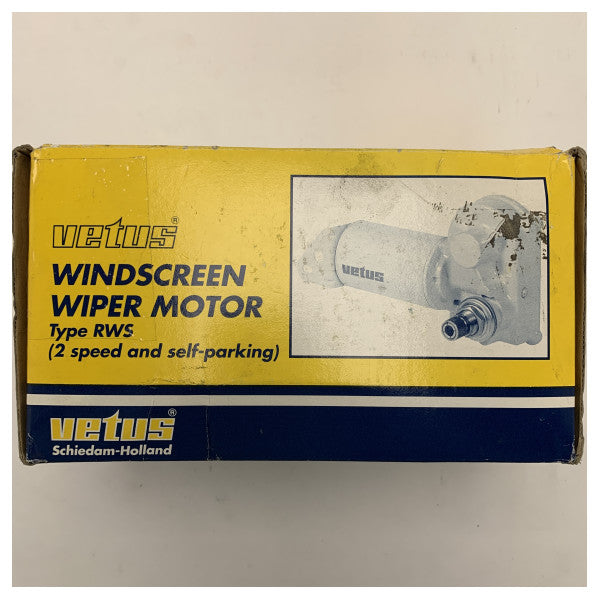 vetus®
WINDSCREEN
WIPER MOTOR
Type RWS
(2 speed and self-parking)
vetus
vetus®
Schiedam-Holland